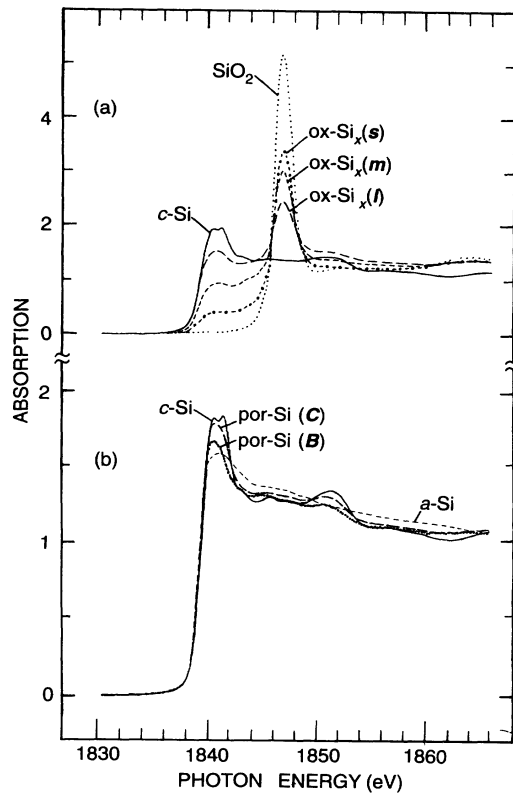 SiO2
(a)
4
ox-Six(s)
ox-Six(m)
ox-Six(l)
c-Si
2
0
ABSORPTION
2
c-Si
por-Si (C)
por-Si (B)
(b)
a-Si
1
0
1830 1840 1850 1860
PHOTON ENERGY (eV)